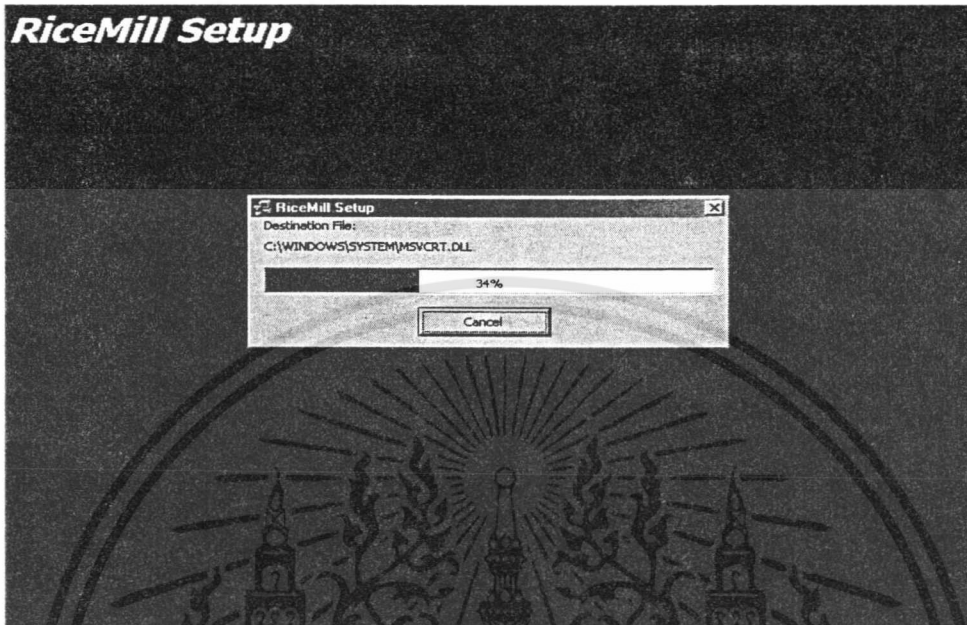 RiceMill Setup
RiceMill Setup
Destination File:
C:\WINDOWS\SYSTEM\MSVCRT.DLL
34%
Cancel